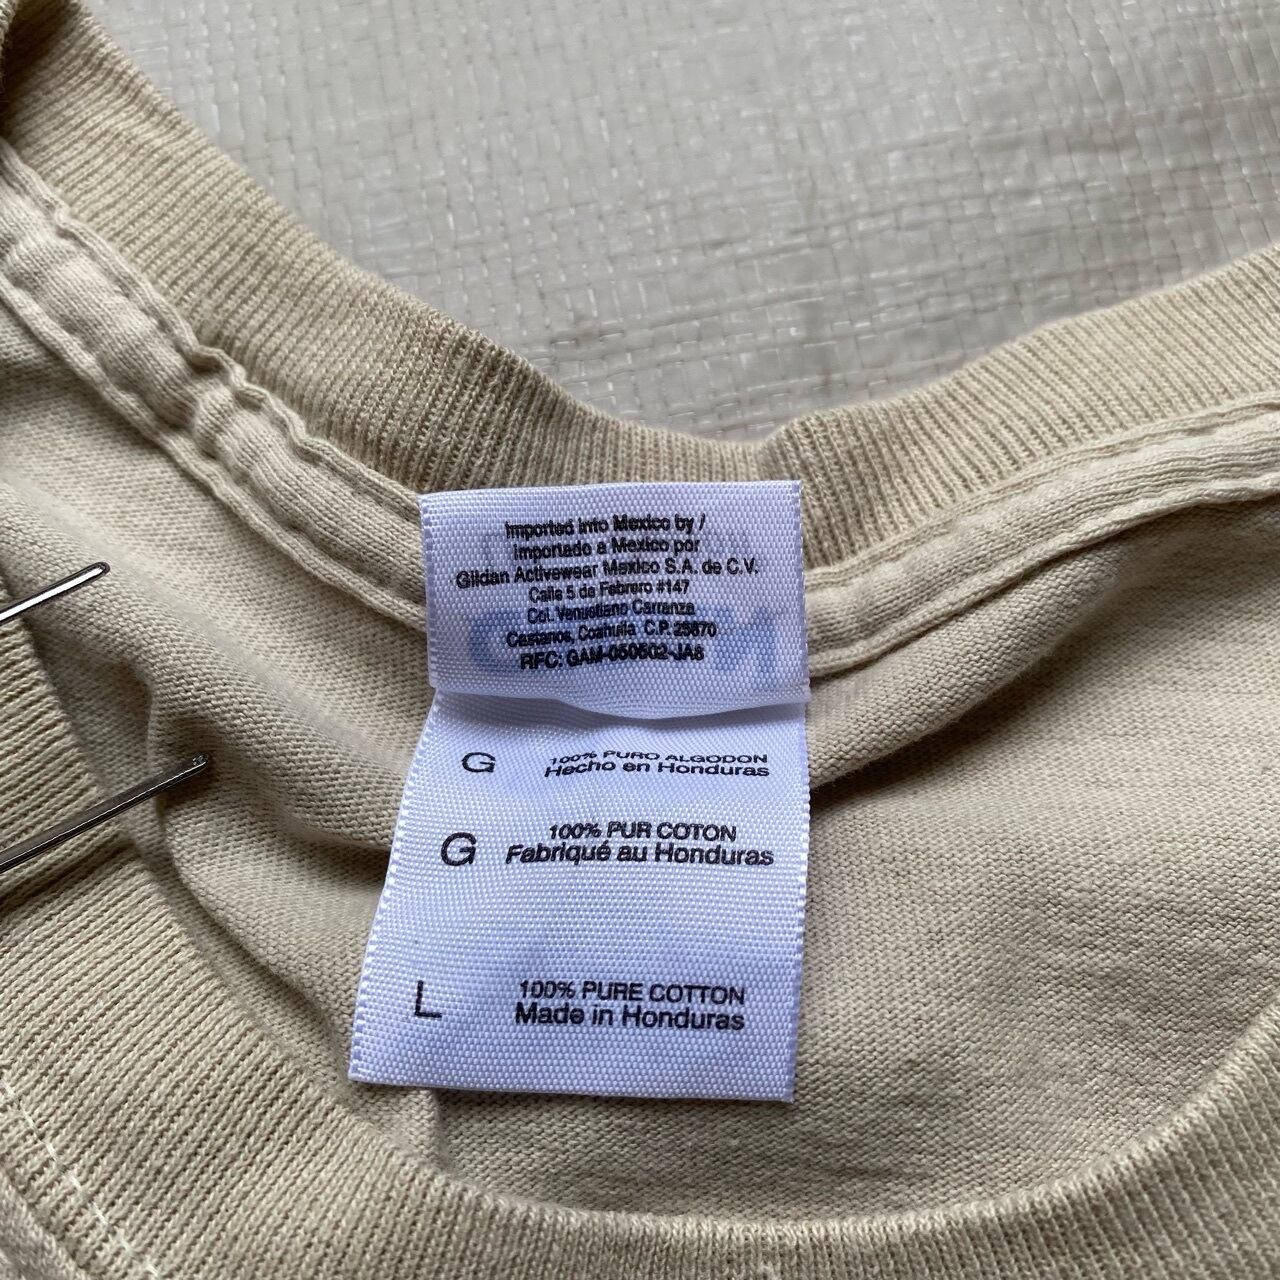 Imported into Mexico by /
importado a Mexico por
Gildan Activewear Mexico S.A. de C.V.
Calle 5 de Febrero #147
Col. Venustiano Carranza
Castanos, Coahuila C.P. 25870
RFC: GAM-050502-JA8
G 100% PURO ALGODON
Hecho en Honduras
G 100% PUR COTON
Fabriqué au Honduras
L 100% PURE COTTON
Made in Honduras